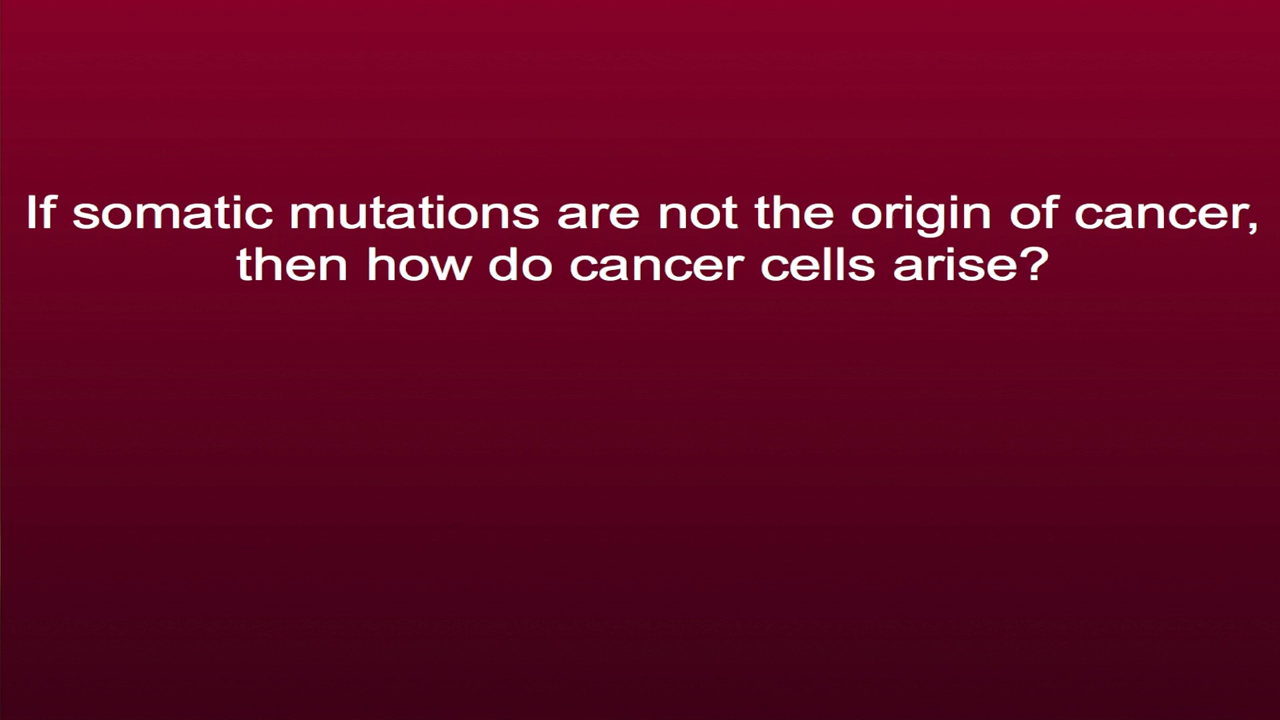 If somatic mutations are not the origin of cancer,
then how do cancer cells arise?